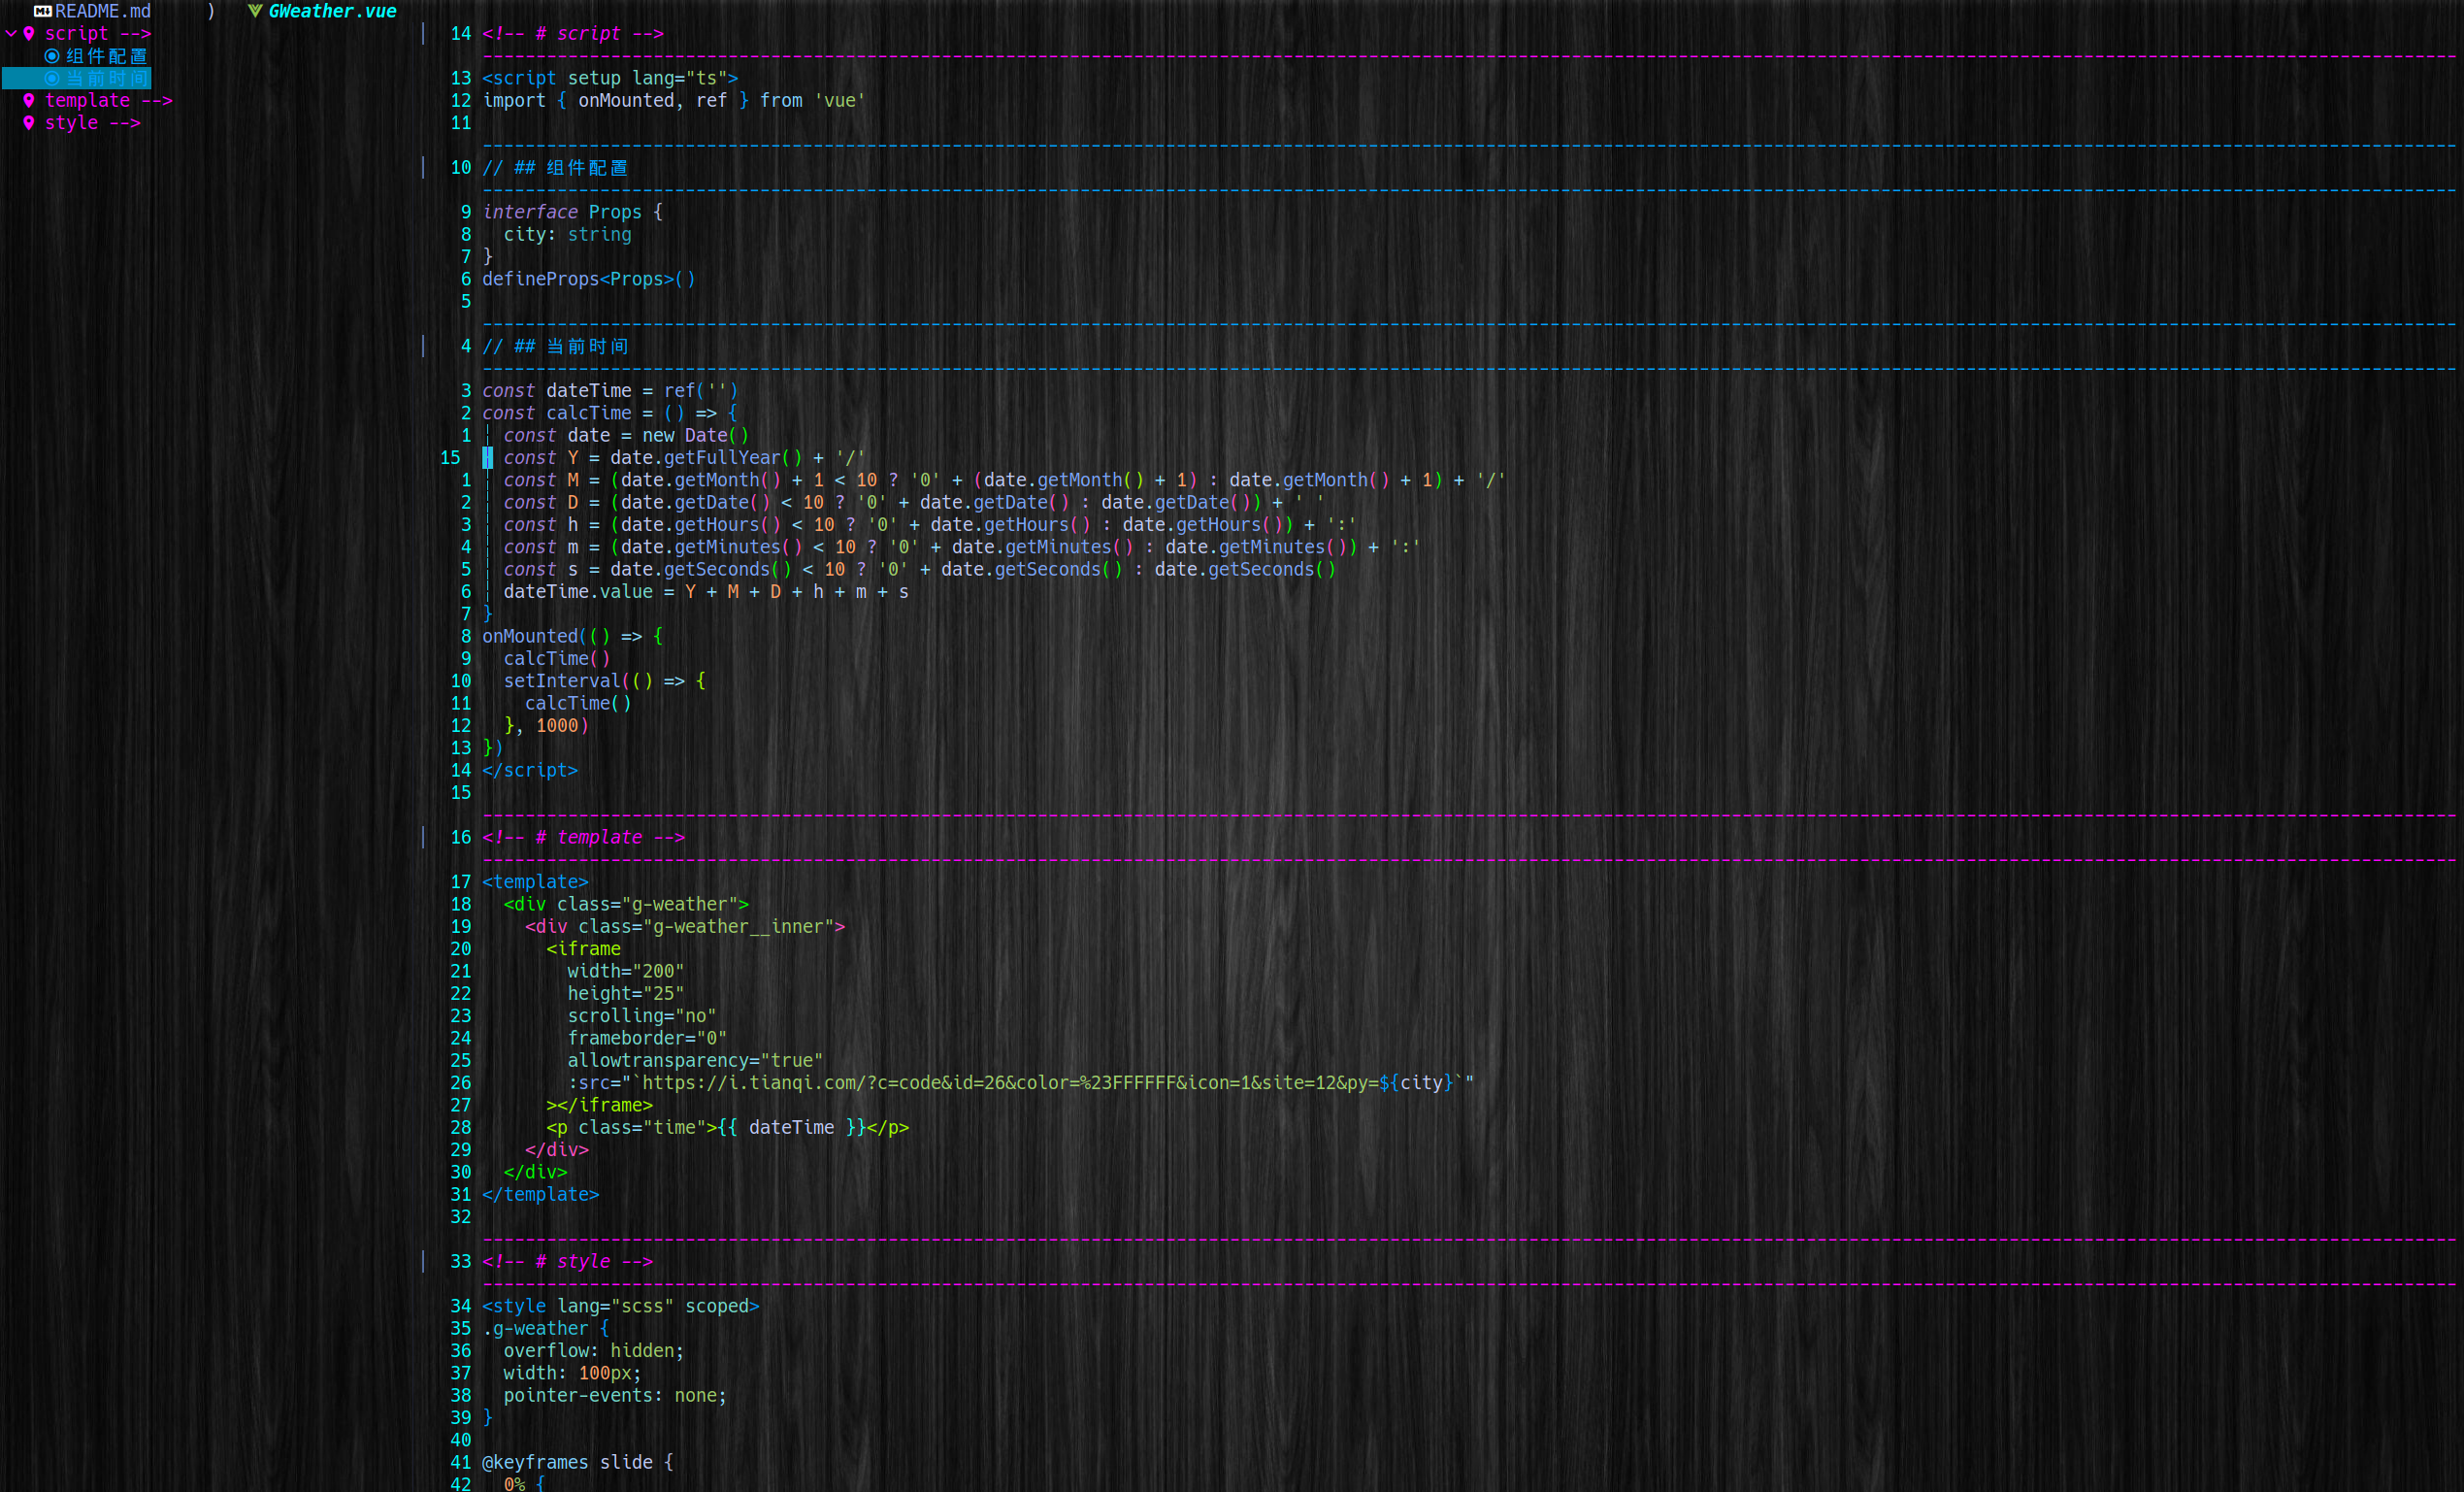 README.md ) GWeather.vue
script -->
组件配置
当前时间
template -->
style -->
14 <!-- # script -->
13 <script setup lang="ts">
12 import { onMounted, ref } from 'vue'
11
10 // ## 组件配置
9 interface Props {
8   city: string
7 }
6 defineProps<Props>()
5
4 // ## 当前时间
3 const dateTime = ref('')
2 const calcTime = () => {
1   const date = new Date()
15   const Y = date.getFullYear() + '/'
1   const M = (date.getMonth() + 1 < 10 ? '0' + (date.getMonth() + 1) : date.getMonth() + 1) + '/'
2   const D = (date.getDate() < 10 ? '0' + date.getDate() : date.getDate()) + ' '
3   const h = (date.getHours() < 10 ? '0' + date.getHours() : date.getHours()) + ':'
4   const m = (date.getMinutes() < 10 ? '0' + date.getMinutes() : date.getMinutes()) + ':'
5   const s = date.getSeconds() < 10 ? '0' + date.getSeconds() : date.getSeconds()
6   dateTime.value = Y + M + D + h + m + s
7 }
8 onMounted(() => {
9   calcTime()
10   setInterval(() => {
11     calcTime()
12   }, 1000)
13 })
14 </script>
15
16 <!-- # template -->
17 <template>
18   <div class="g-weather">
19     <div class="g-weather__inner">
20       <iframe
21         width="200"
22         height="25"
23         scrolling="no"
24         frameborder="0"
25         allowtransparency="true"
26         :src="`https://i.tianqi.com/?c=code&id=26&color=%23FFFFFF&icon=1&site=12&py=${city}`"
27       ></iframe>
28       <p class="time">{{ dateTime }}</p>
29     </div>
30   </div>
31 </template>
32
33 <!-- # style -->
34 <style lang="scss" scoped>
35 .g-weather {
36   overflow: hidden;
37   width: 100px;
38   pointer-events: none;
39 }
40
41 @keyframes slide {
42   0% {